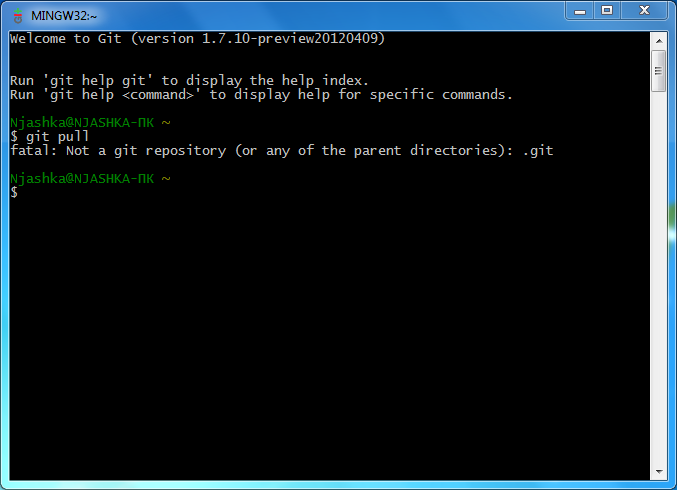 MINGW32:~
Welcome to Git (version 1.7.10-preview20120409)
Run 'git help git' to display the help index.
Run 'git help <command>' to display help for specific commands.
Njashka@NJASHKA-ПК ~
$ git pull
fatal: Not a git repository (or any of the parent directories): .git
Njashka@NJASHKA-ПК ~
$